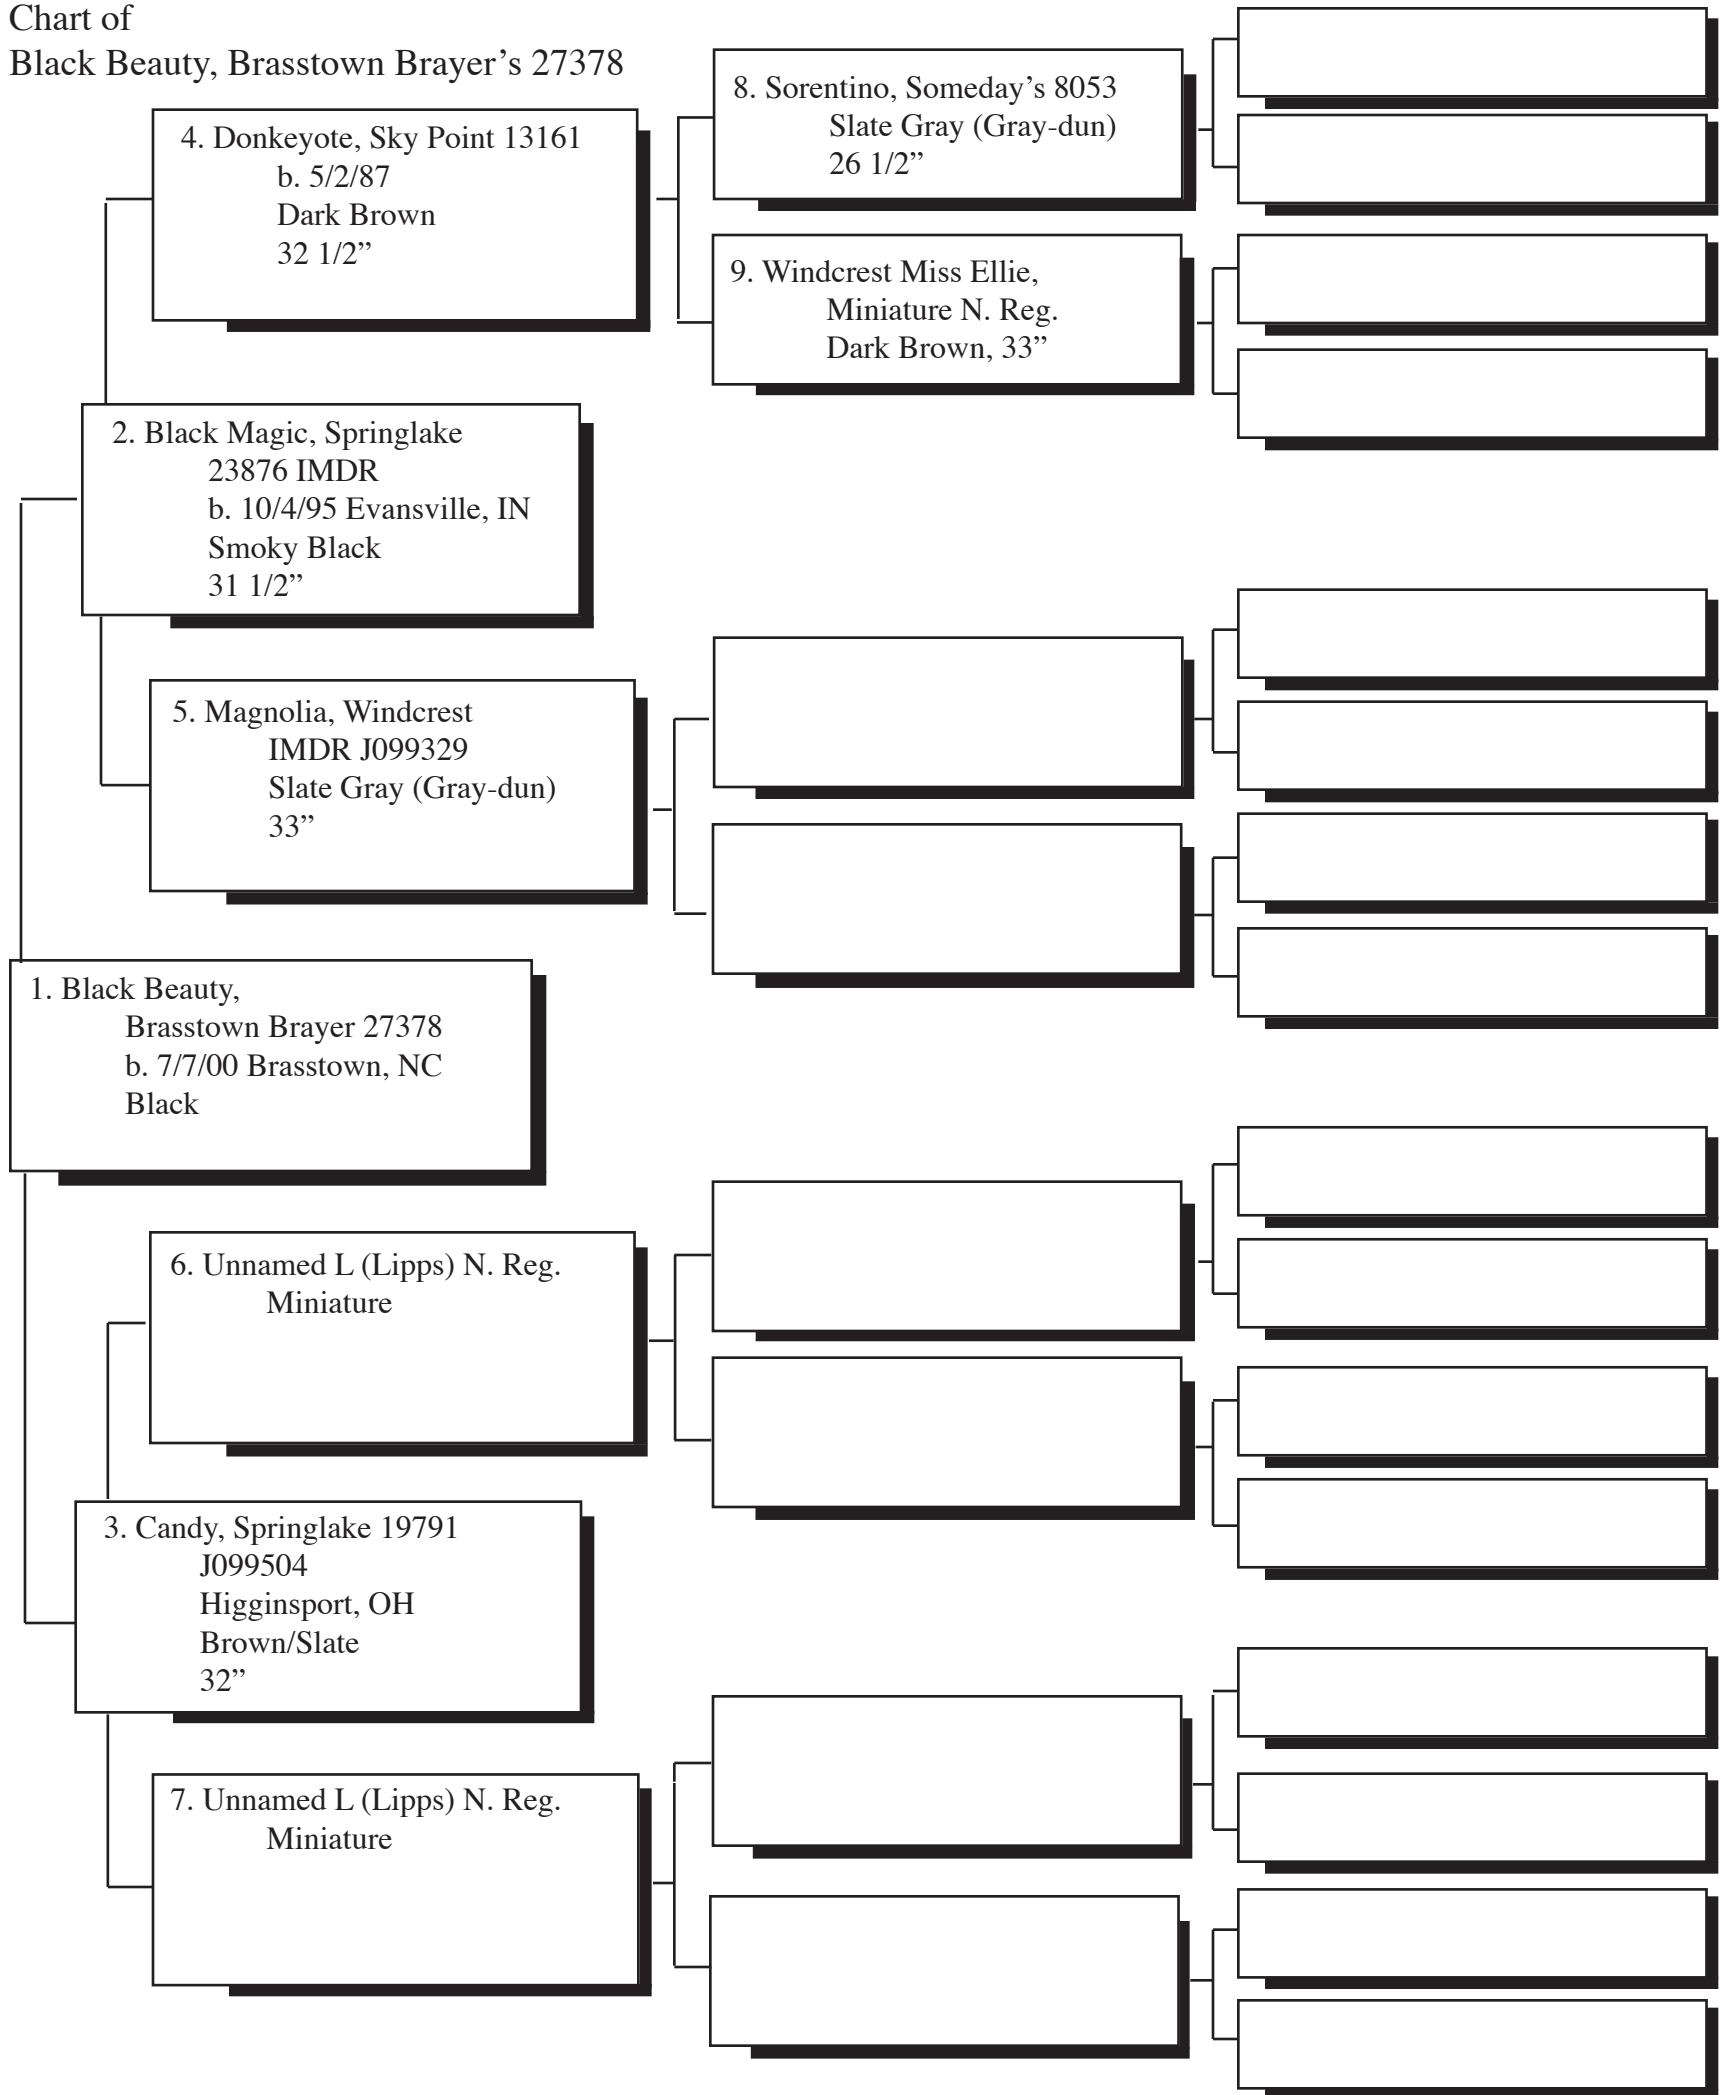 Chart of
Black Beauty, Brasstown Brayer’s 27378
4. Donkeyote, Sky Point 13161
b. 5/2/87
Dark Brown
32 1/2”
8. Sorentino, Someday’s 8053
Slate Gray (Gray-dun)
26 1/2”
9. Windcrest Miss Ellie,
Miniature N. Reg.
Dark Brown, 33”
2. Black Magic, Springlake
23876 IMDR
b. 10/4/95 Evansville, IN
Smoky Black
31 1/2”
5. Magnolia, Windcrest
IMDR J099329
Slate Gray (Gray-dun)
33”
1. Black Beauty,
Brasstown Brayer 27378
b. 7/7/00 Brasstown, NC
Black
6. Unnamed L (Lipps) N. Reg.
Miniature
3. Candy, Springlake 19791
J099504
Higginsport, OH
Brown/Slate
32”
7. Unnamed L (Lipps) N. Reg.
Miniature